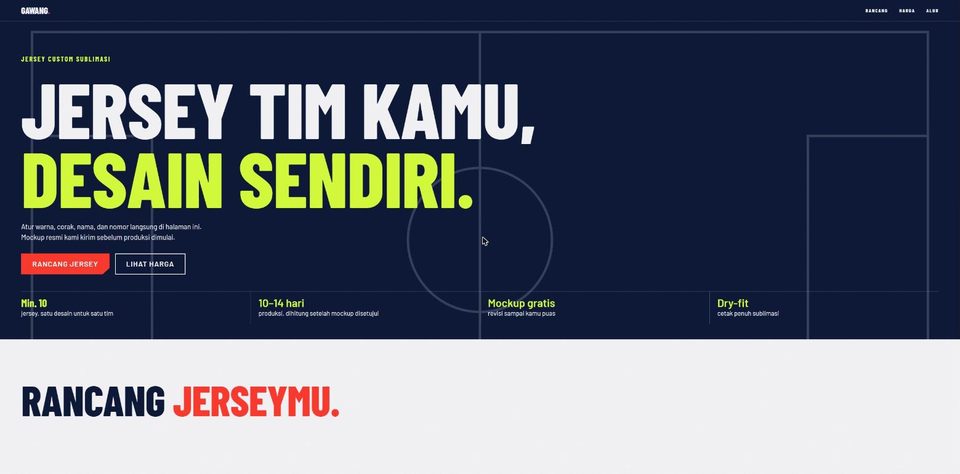 GAWANG.
RANCANG HARGA ALUR
JERSEY CUSTOM SUBLIMASI
JERSEY TIM KAMU,
DESAIN SENDIRI.
Atur warna, corak, nama, dan nomor langsung di halaman ini.
Mockup resmi kami kirim sebelum produksi dimulai.
RANCANG JERSEY
LIHAT HARGA
Min. 10
jersey, satu desain untuk satu tim
10–14 hari
produksi, dihitung setelah mockup disetujui
Mockup gratis
revisi sampai kamu puas
Dry-fit
cetak penuh sublimasi
RANCANG JERSEYMU.